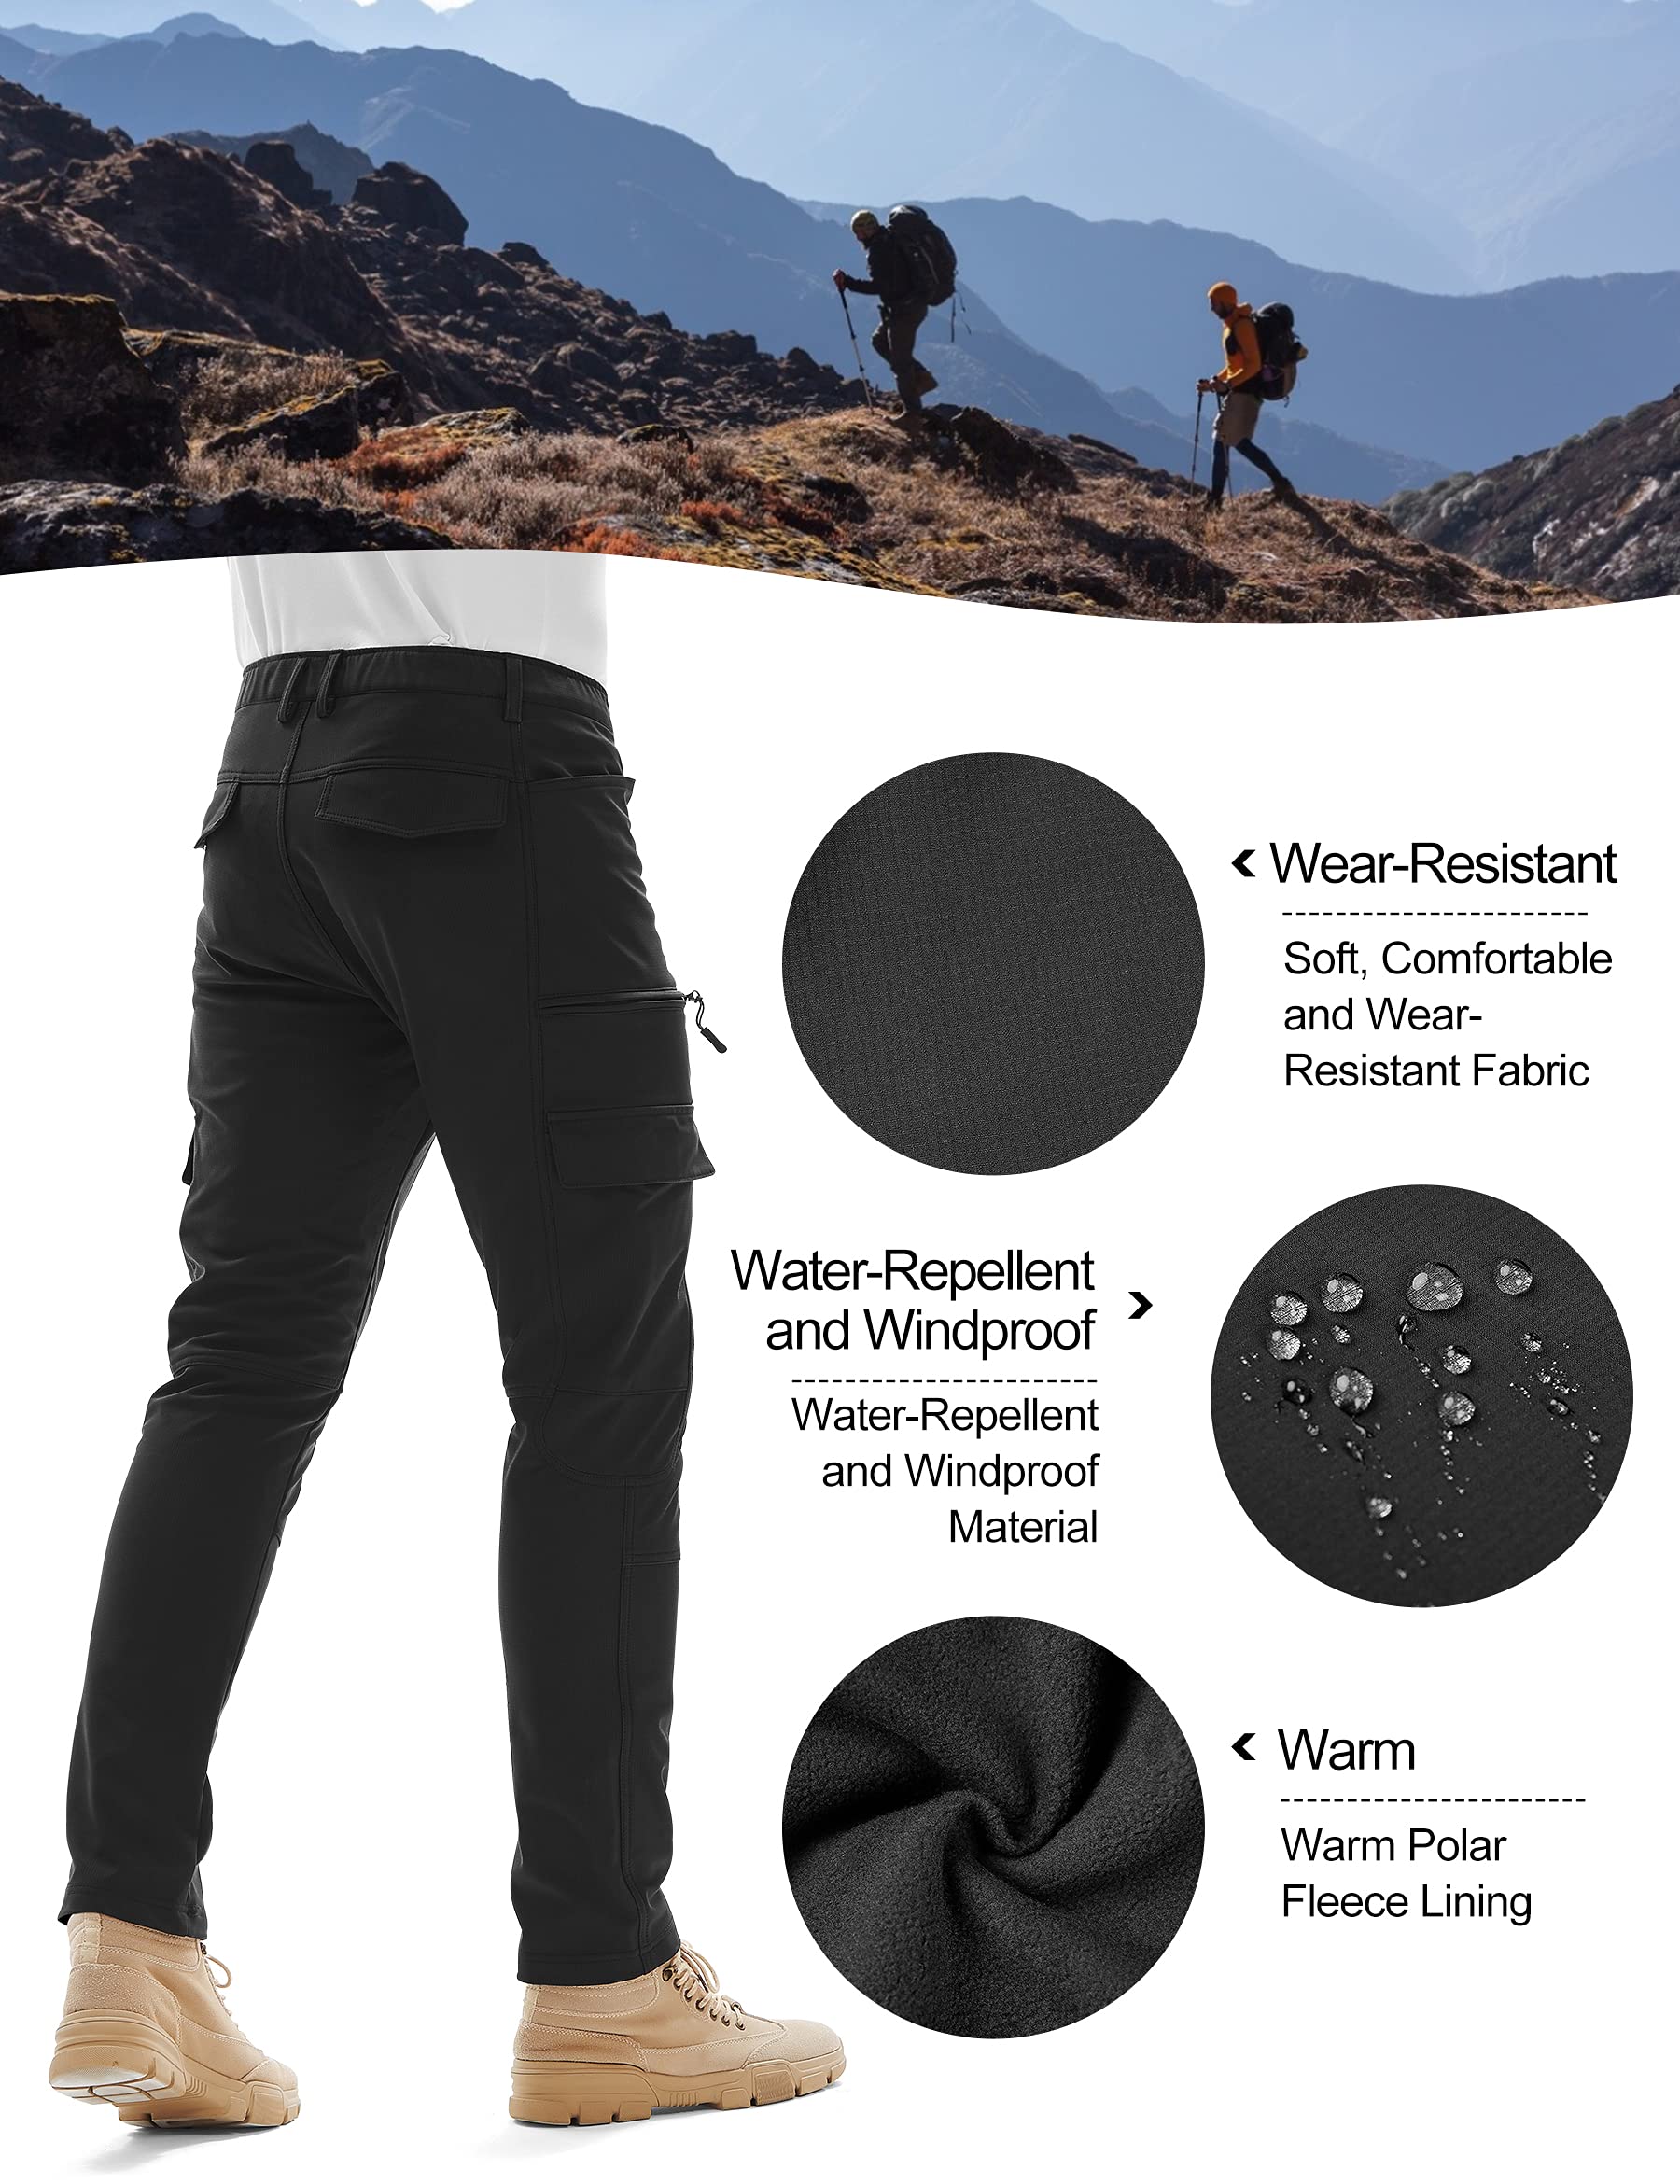 Wear-Resistant
Soft, Comfortable
and Wear-
Resistant Fabric
Water-Repellent
and Windproof
Water-Repellent
and Windproof
Material
Warm
Warm Polar
Fleece Lining